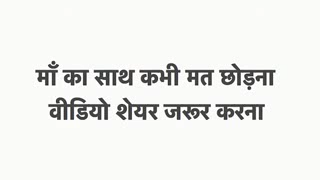 माँ का साथ कभी मत छोड़ना
वीडियो शेयर जरूर करना